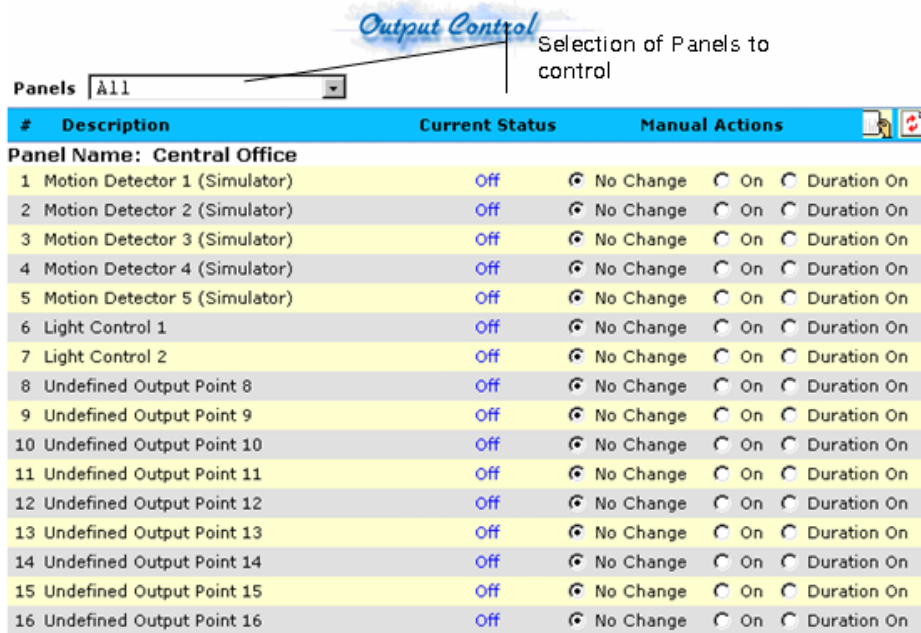 Output Control
Selection of Panels to
control
Panels All
# Description Current Status Manual Actions
Panel Name: Central Office
1 Motion Detector 1 (Simulator) Off No Change On Duration On
2 Motion Detector 2 (Simulator) Off No Change On Duration On
3 Motion Detector 3 (Simulator) Off No Change On Duration On
4 Motion Detector 4 (Simulator) Off No Change On Duration On
5 Motion Detector 5 (Simulator) Off No Change On Duration On
6 Light Control 1 Off No Change On Duration On
7 Light Control 2 Off No Change On Duration On
8 Undefined Output Point 8 Off No Change On Duration On
9 Undefined Output Point 9 Off No Change On Duration On
10 Undefined Output Point 10 Off No Change On Duration On
11 Undefined Output Point 11 Off No Change On Duration On
12 Undefined Output Point 12 Off No Change On Duration On
13 Undefined Output Point 13 Off No Change On Duration On
14 Undefined Output Point 14 Off No Change On Duration On
15 Undefined Output Point 15 Off No Change On Duration On
16 Undefined Output Point 16 Off No Change On Duration On